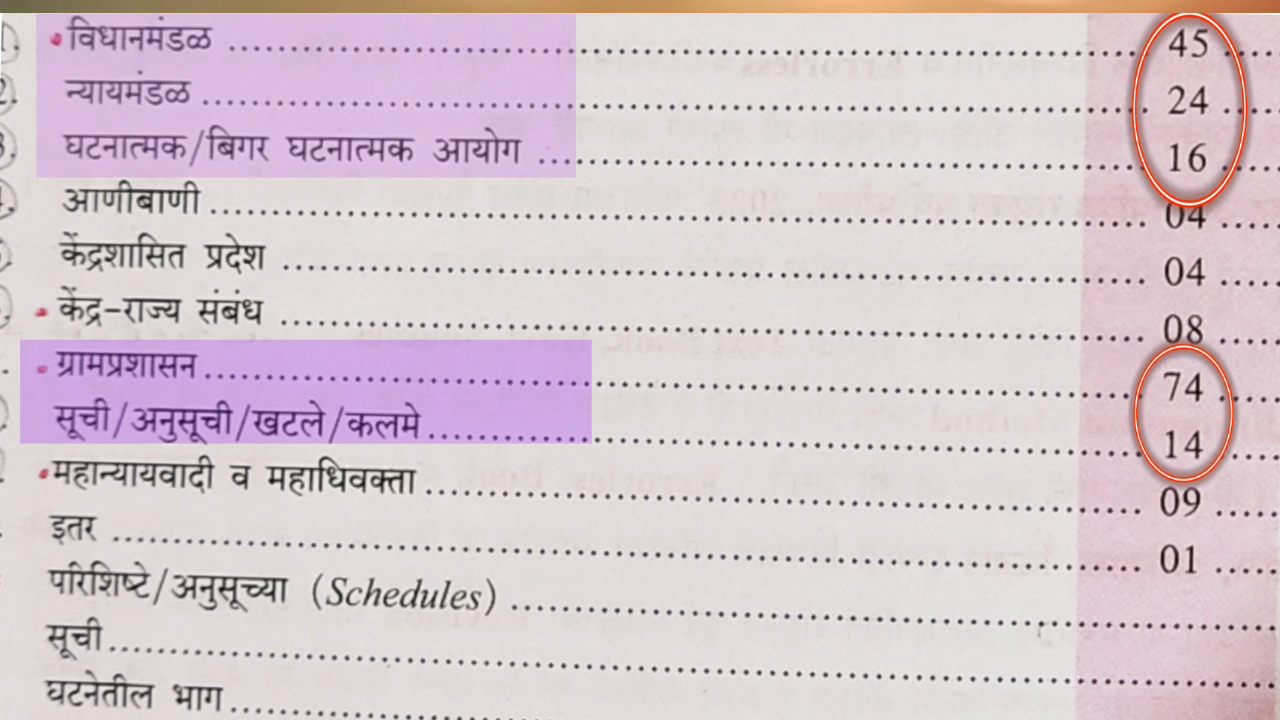 विधानमंडळ ........ 45 ....
न्यायमंडळ ........ 24 ....
घटनात्मक/बिगर घटनात्मक आयोग ........ 16 ....
आणीबाणी ........ 04 ....
केंद्रशासित प्रदेश ........ 04 ....
केंद्र-राज्य संबंध ........ 08 ....
ग्रामप्रशासन ........ 74 ....
सूची/अनुसूची/खटले/कलमे ........ 14 ....
महान्यायवादी व महाधिवक्ता ........ 09 ....
इतर ........ 01 ....
परिशिष्टे/अनुसूच्या (Schedules) ........
सूची ........
घटनेतील भाग ........